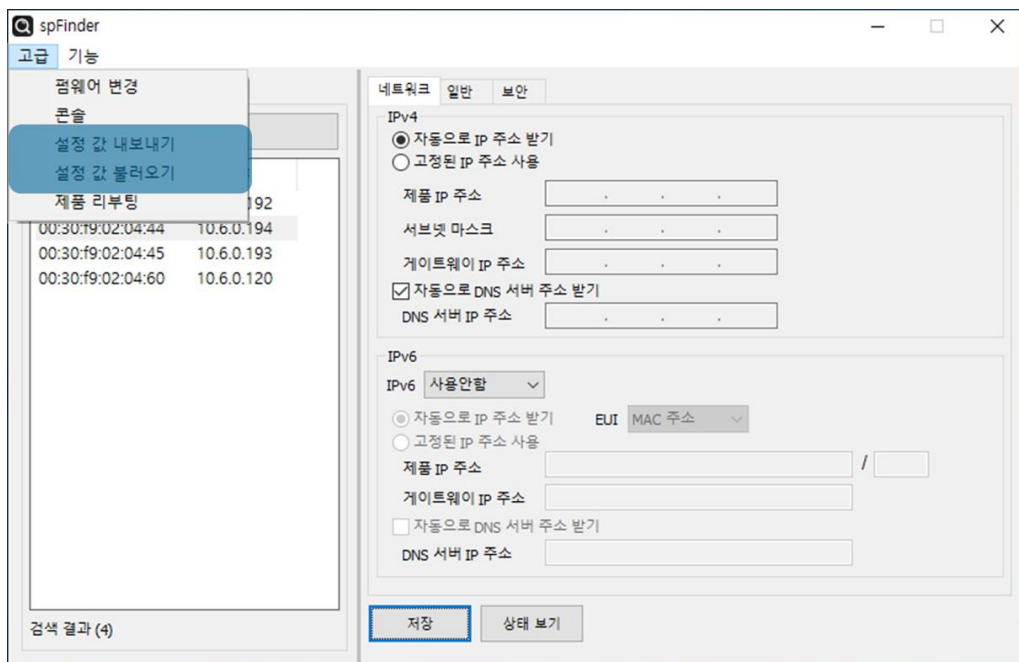 spFinder
고급 기능
펌웨어 변경
콘솔
설정 값 내보내기
설정 값 불러오기
제품 리부팅
192
00:30:f9:02:04:44 10.6.0.194
00:30:f9:02:04:45 10.6.0.193
00:30:f9:02:04:60 10.6.0.120
검색 결과 (4)
네트워크 일반 보안
IPv4
자동으로 IP 주소 받기
고정된 IP 주소 사용
제품 IP 주소
서브넷 마스크
게이트웨이 IP 주소
자동으로 DNS 서버 주소 받기
DNS 서버 IP 주소
IPv6
IPv6 사용안함
자동으로 IP 주소 받기 EUI MAC 주소
고정된 IP 주소 사용
제품 IP 주소 /
게이트웨이 IP 주소
자동으로 DNS 서버 주소 받기
DNS 서버 IP 주소
저장 상태 보기